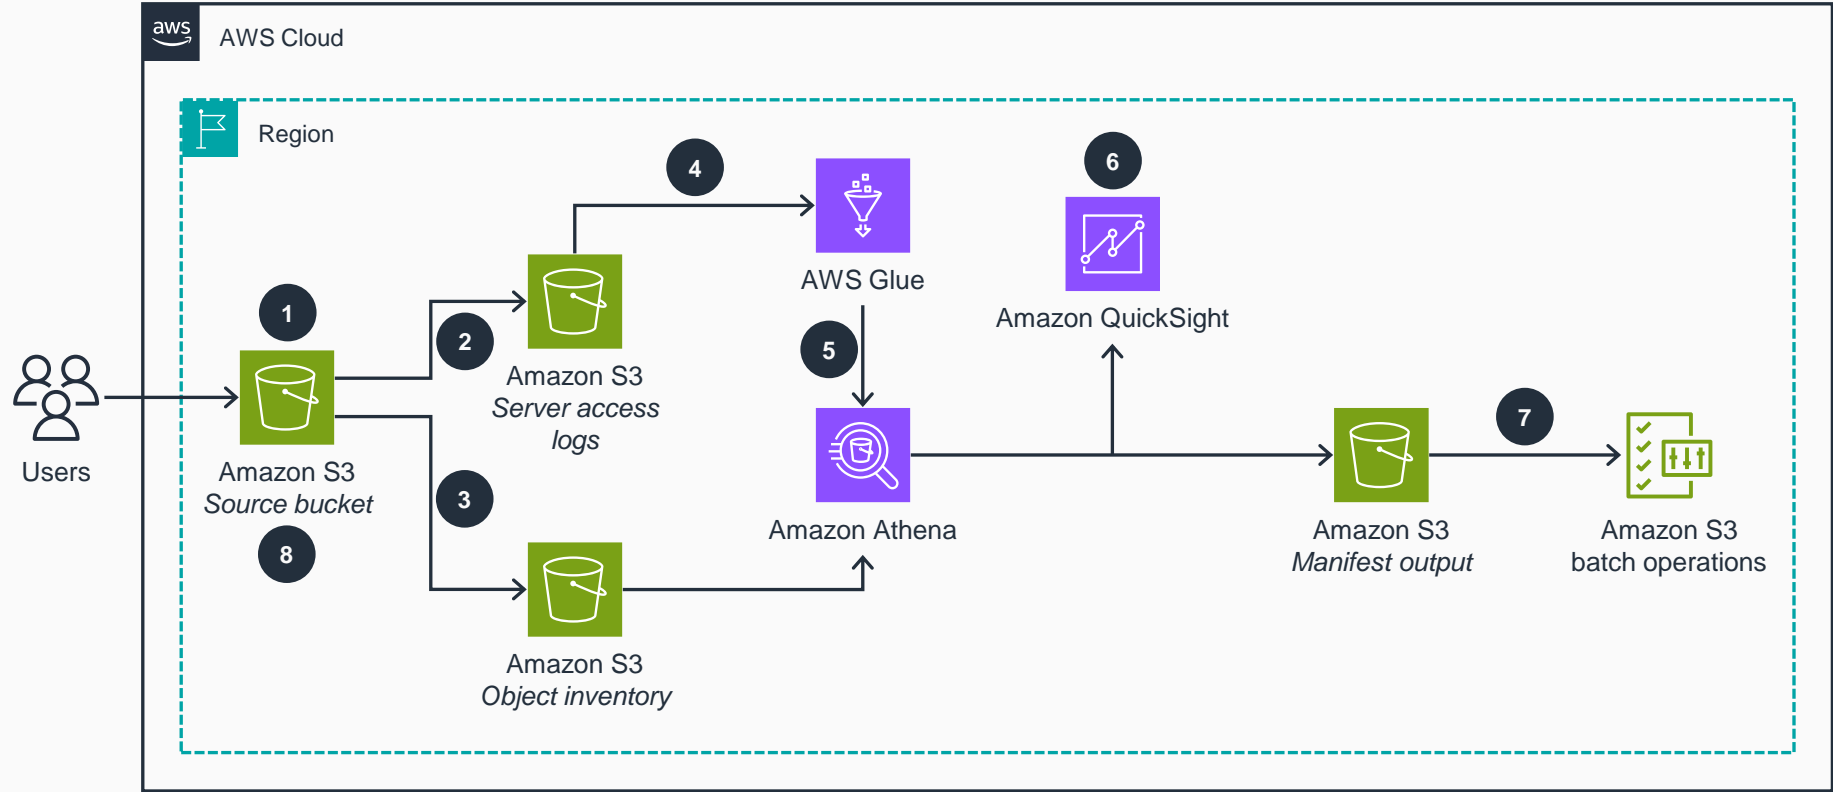 aws
AWS Cloud
Region
4
6
1
2
AWS Glue
Amazon QuickSight
5
Amazon S3
Server access
logs
7
Users
Amazon S3
Source bucket
3
8
Amazon Athena
Amazon S3
Manifest output
Amazon S3
batch operations
Amazon S3
Object inventory